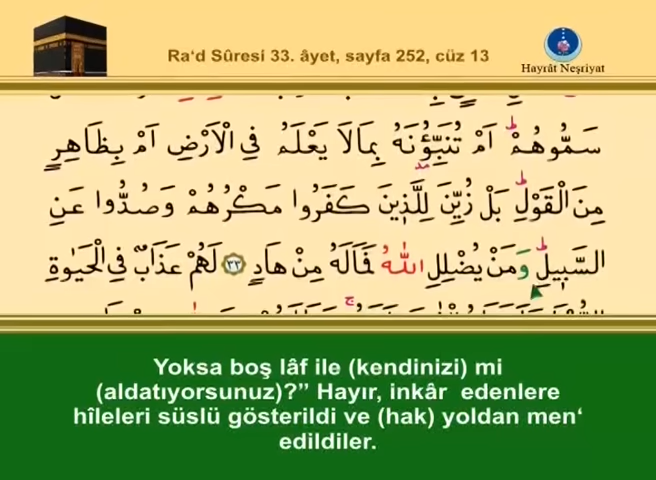 Ra‘d Sûresi 33. âyet, sayfa 252, cüz 13
Hayrât Neşriyat
سَمُّوهُمْۜ اَمْ تُنَبِّؤُ۫نَهُ بِمَالَا يَعْلَمُ فِي الْاَرْضِ اَمْ بِظَاهِرٍ
مِنَ الْقَوْلِۜ بَلْ زُيِّنَ لِلَّذ۪ينَ كَفَرُوا مَكْرُهُمْ وَصُدُّوا عَنِ
السَّب۪يلِۜ وَمَنْ يُضْلِلِ اللّٰهُ فَمَالَهُ مِنْ هَادٍ ﴿٣٣﴾ لَهُمْ عَذَابٌ فِي الْحَيٰوةِ
Yoksa boş lâf ile (kendinizi) mi
(aldatıyorsunuz)?” Hayır, inkâr edenlere
hîleleri süslü gösterildi ve (hak) yoldan men‘
edildiler.